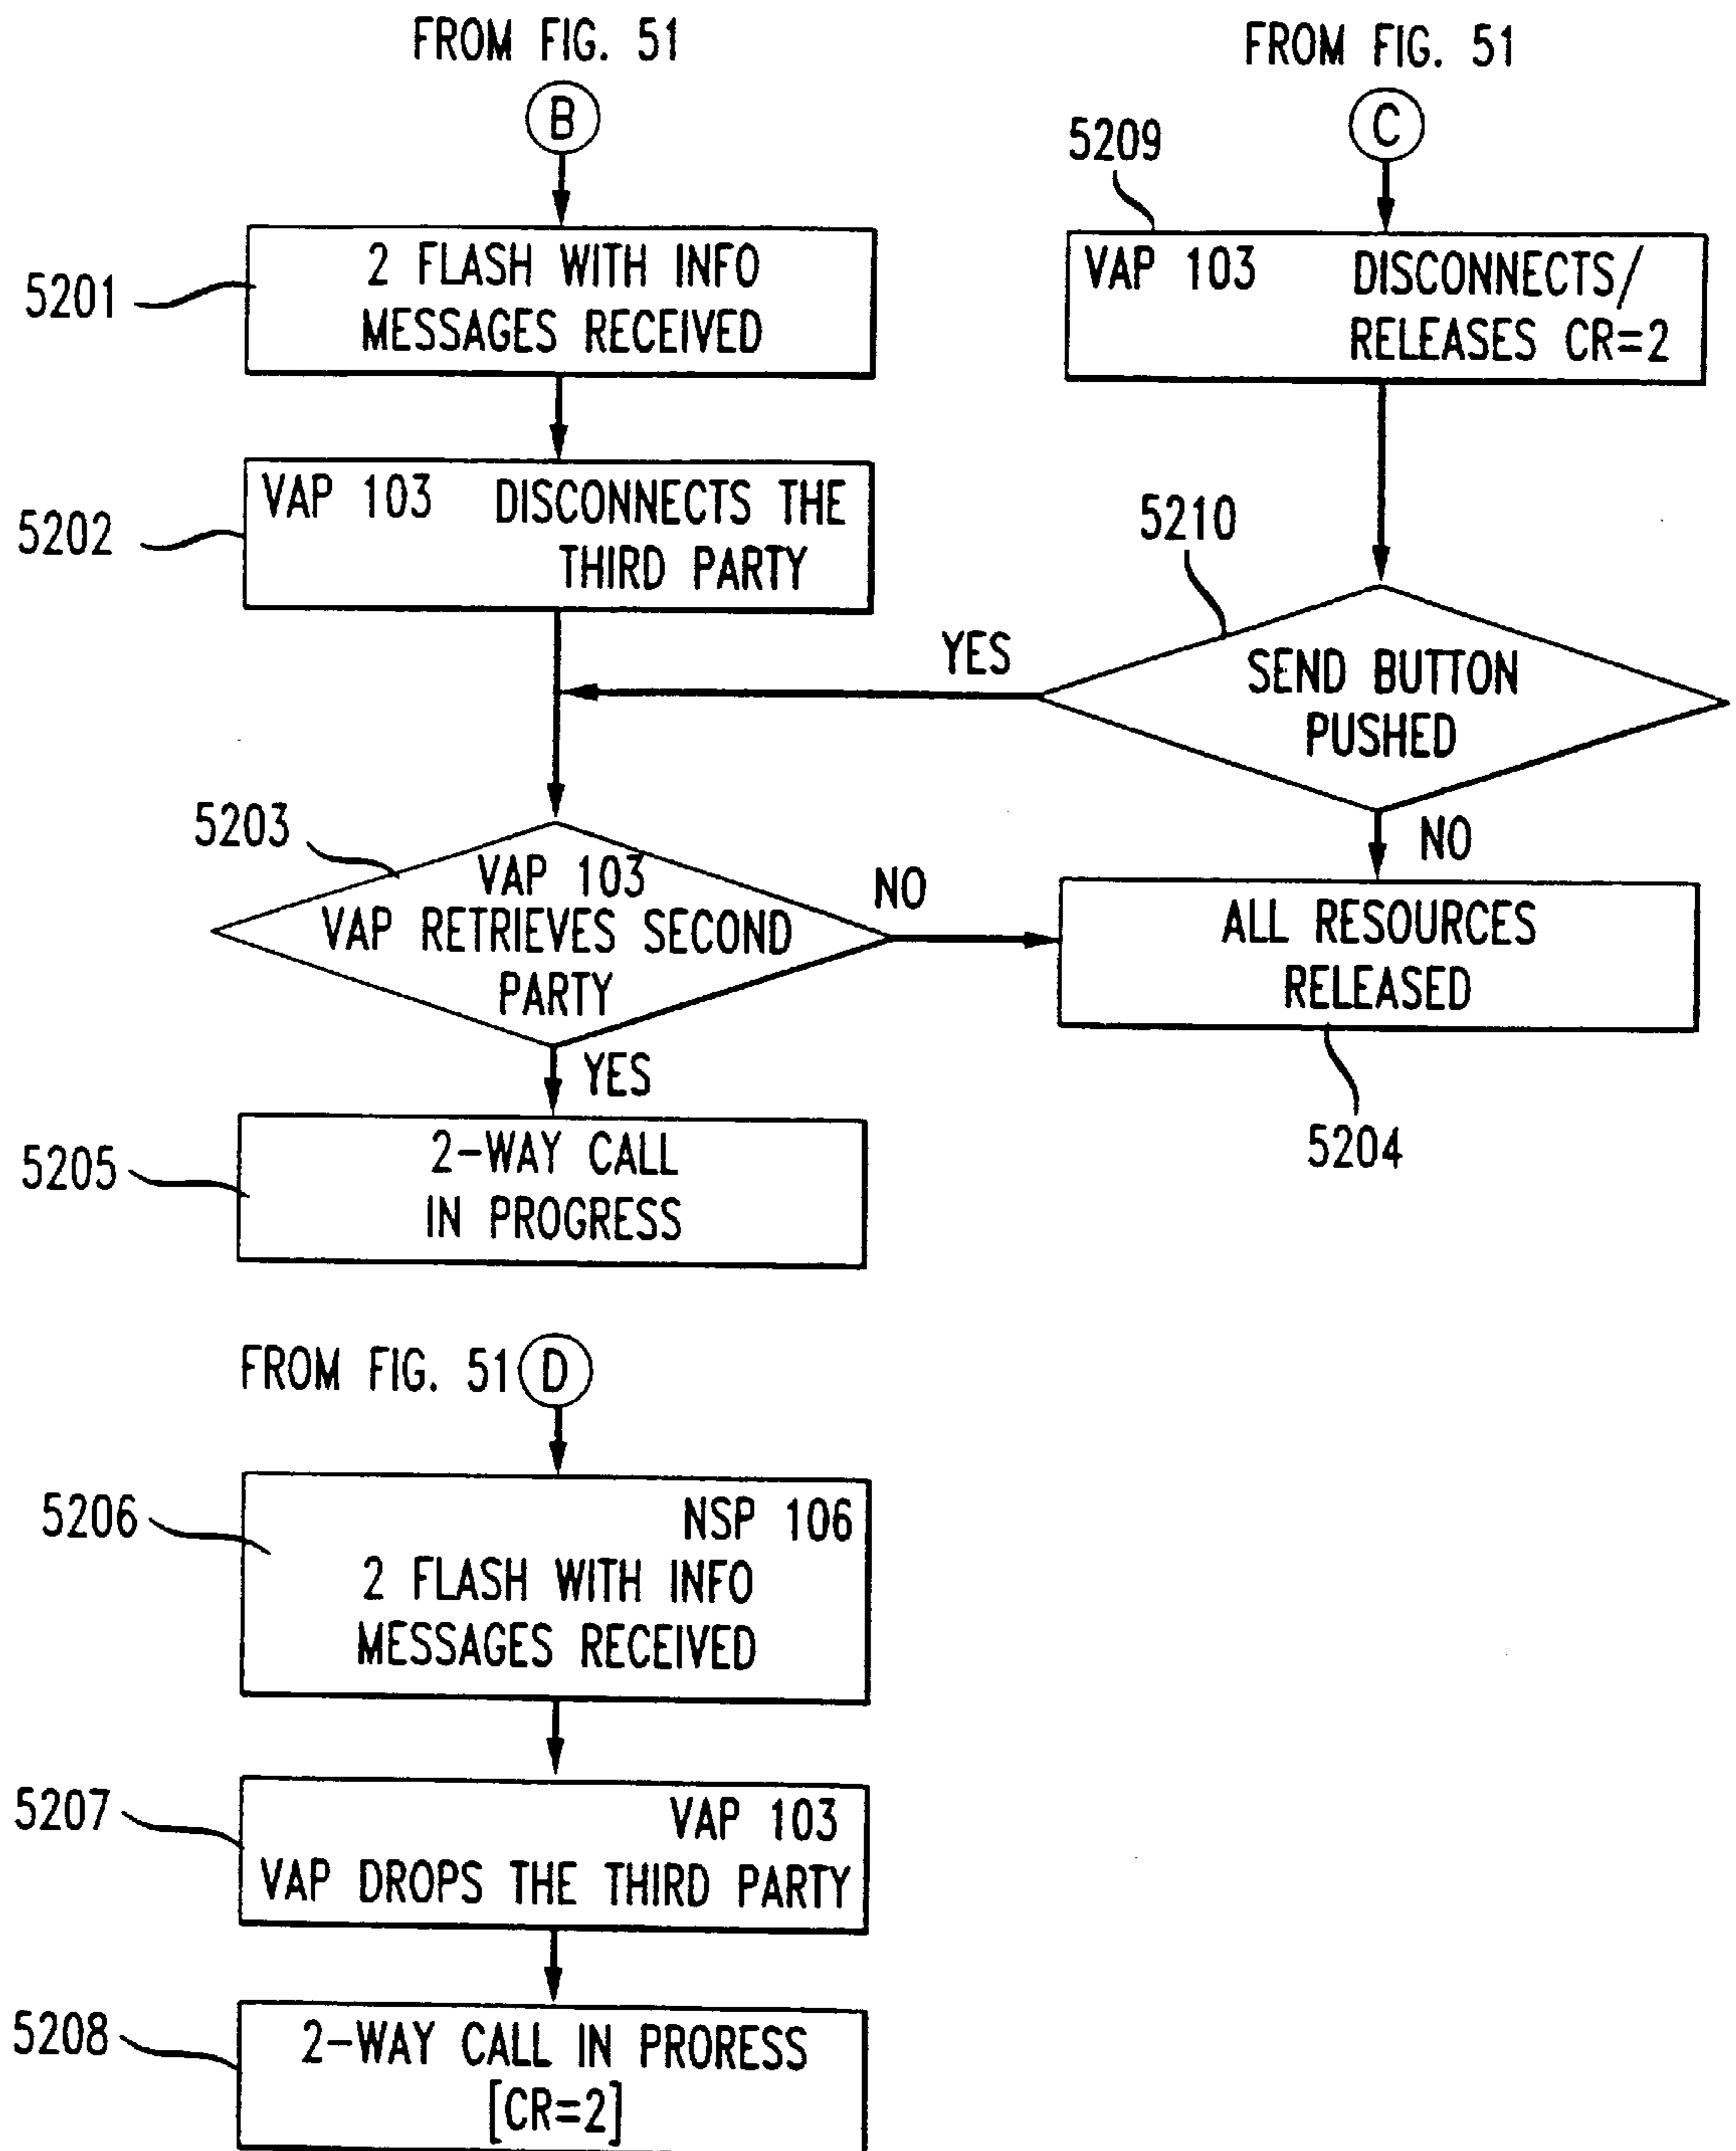 FROM FIG. 51
B
5201
2 FLASH WITH INFO
MESSAGES RECEIVED
5202
VAP 103 DISCONNECTS THE
THIRD PARTY
5203
VAP 103
VAP RETRIEVES SECOND
PARTY
NO
YES
5205
2-WAY CALL
IN PROGRESS
FROM FIG. 51
C
5209
VAP 103 DISCONNECTS/
RELEASES CR=2
5210
SEND BUTTON
PUSHED
YES
NO
ALL RESOURCES
RELEASED
5204
FROM FIG. 51 D
5206
NSP 106
2 FLASH WITH INFO
MESSAGES RECEIVED
5207
VAP 103
VAP DROPS THE THIRD PARTY
5208
2-WAY CALL IN PRORESS
[CR=2]